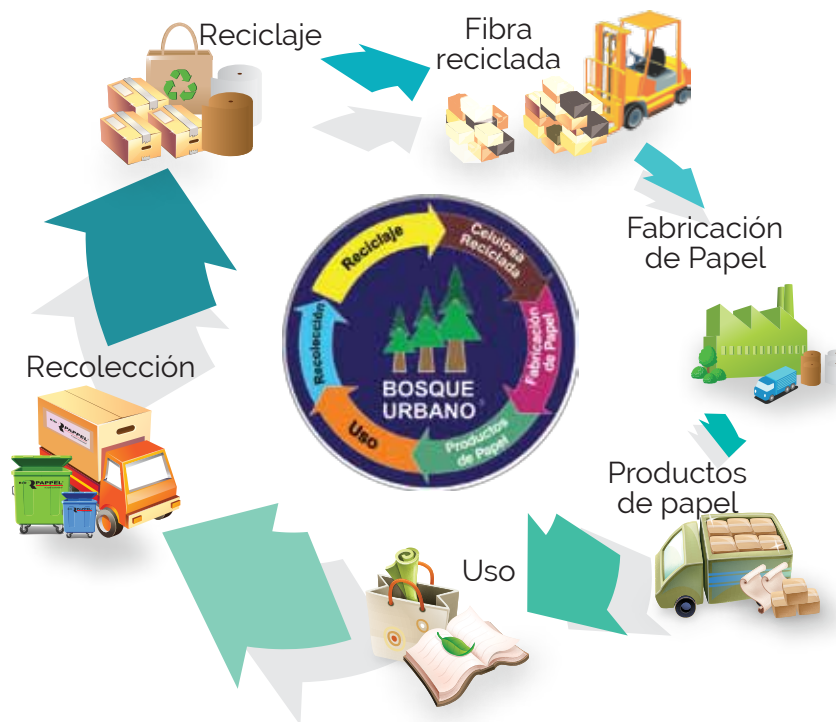 Reciclaje
Fibra
reciclada
Fabricación
de Papel
Productos
de papel
Uso
Recolección
PAPPEL
PAPPEL
Reciclaje
Celulosa
Reciclada
Fabricación
de Papel
Productos
de Papel
Uso
Recolección
BOSQUE
URBANO